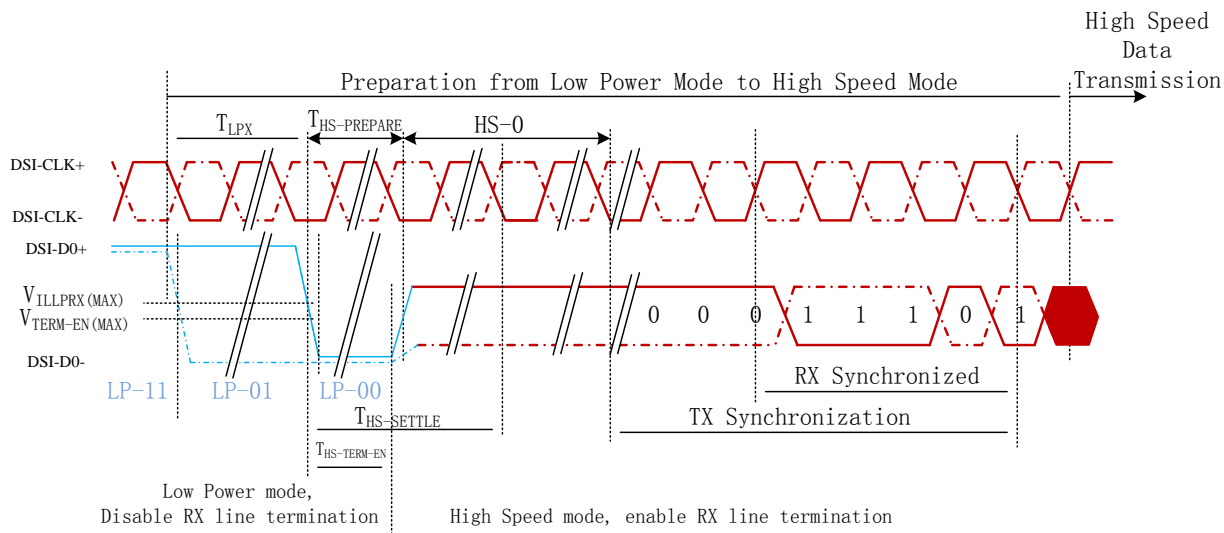 High Speed
Data
Transmission
Preparation from Low Power Mode to High Speed Mode
TLPX
THS-PREPARE
HS-0
DSI-CLK+
DSI-CLK-
DSI-D0+
VILLPRX(MAX)
VTERM-EN(MAX)
0 0 0 1 1 1 0 1
DSI-D0-
LP-11
LP-01
LP-00
RX Synchronized
THS-SETTLE
TX Synchronization
THS-TERM-EN
Low Power mode,
Disable RX line termination
High Speed mode, enable RX line termination